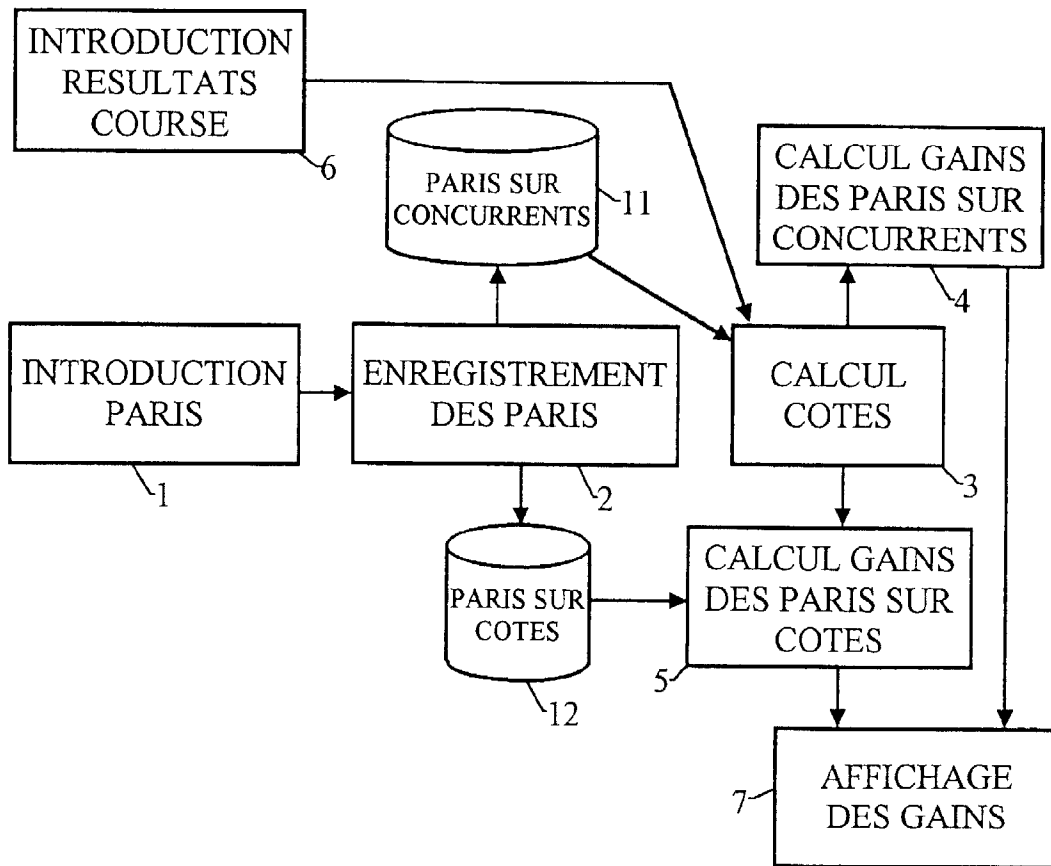 INTRODUCTION
RESULTATS
COURSE
6
PARIS SUR
CONCURRENTS
11
CALCUL GAINS
DES PARIS SUR
CONCURRENTS
4
INTRODUCTION
PARIS
1
ENREGISTREMENT
DES PARIS
2
CALCUL
COTES
3
PARIS SUR
COTES
12
CALCUL GAINS
DES PARIS SUR
COTES
5
AFFICHAGE
DES GAINS
7